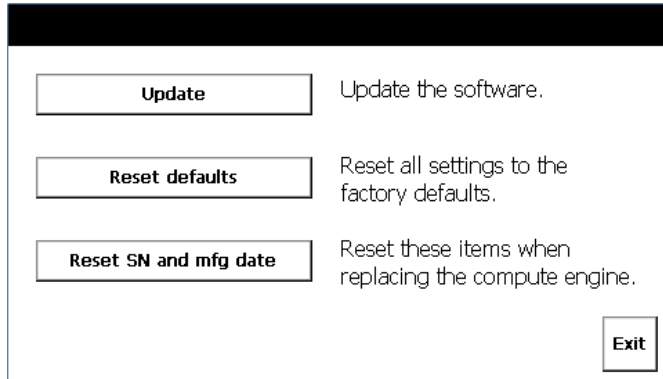 Update
Update the software.
Reset defaults
Reset all settings to the
factory defaults.
Reset SN and mfg date
Reset these items when
replacing the compute engine.
Exit